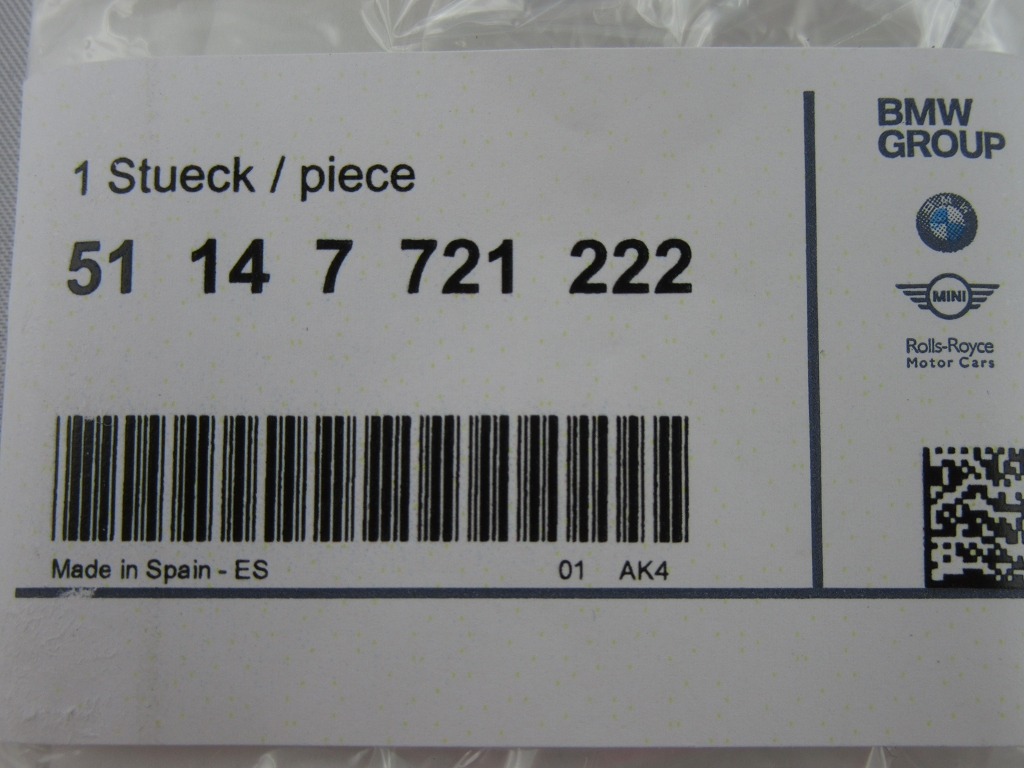 1 Stueck / piece
51 14 7 721 222
Made in Spain - ES
01 AK4
BMW
GROUP
BMW
MINI
Rolls-Royce
Motor Cars